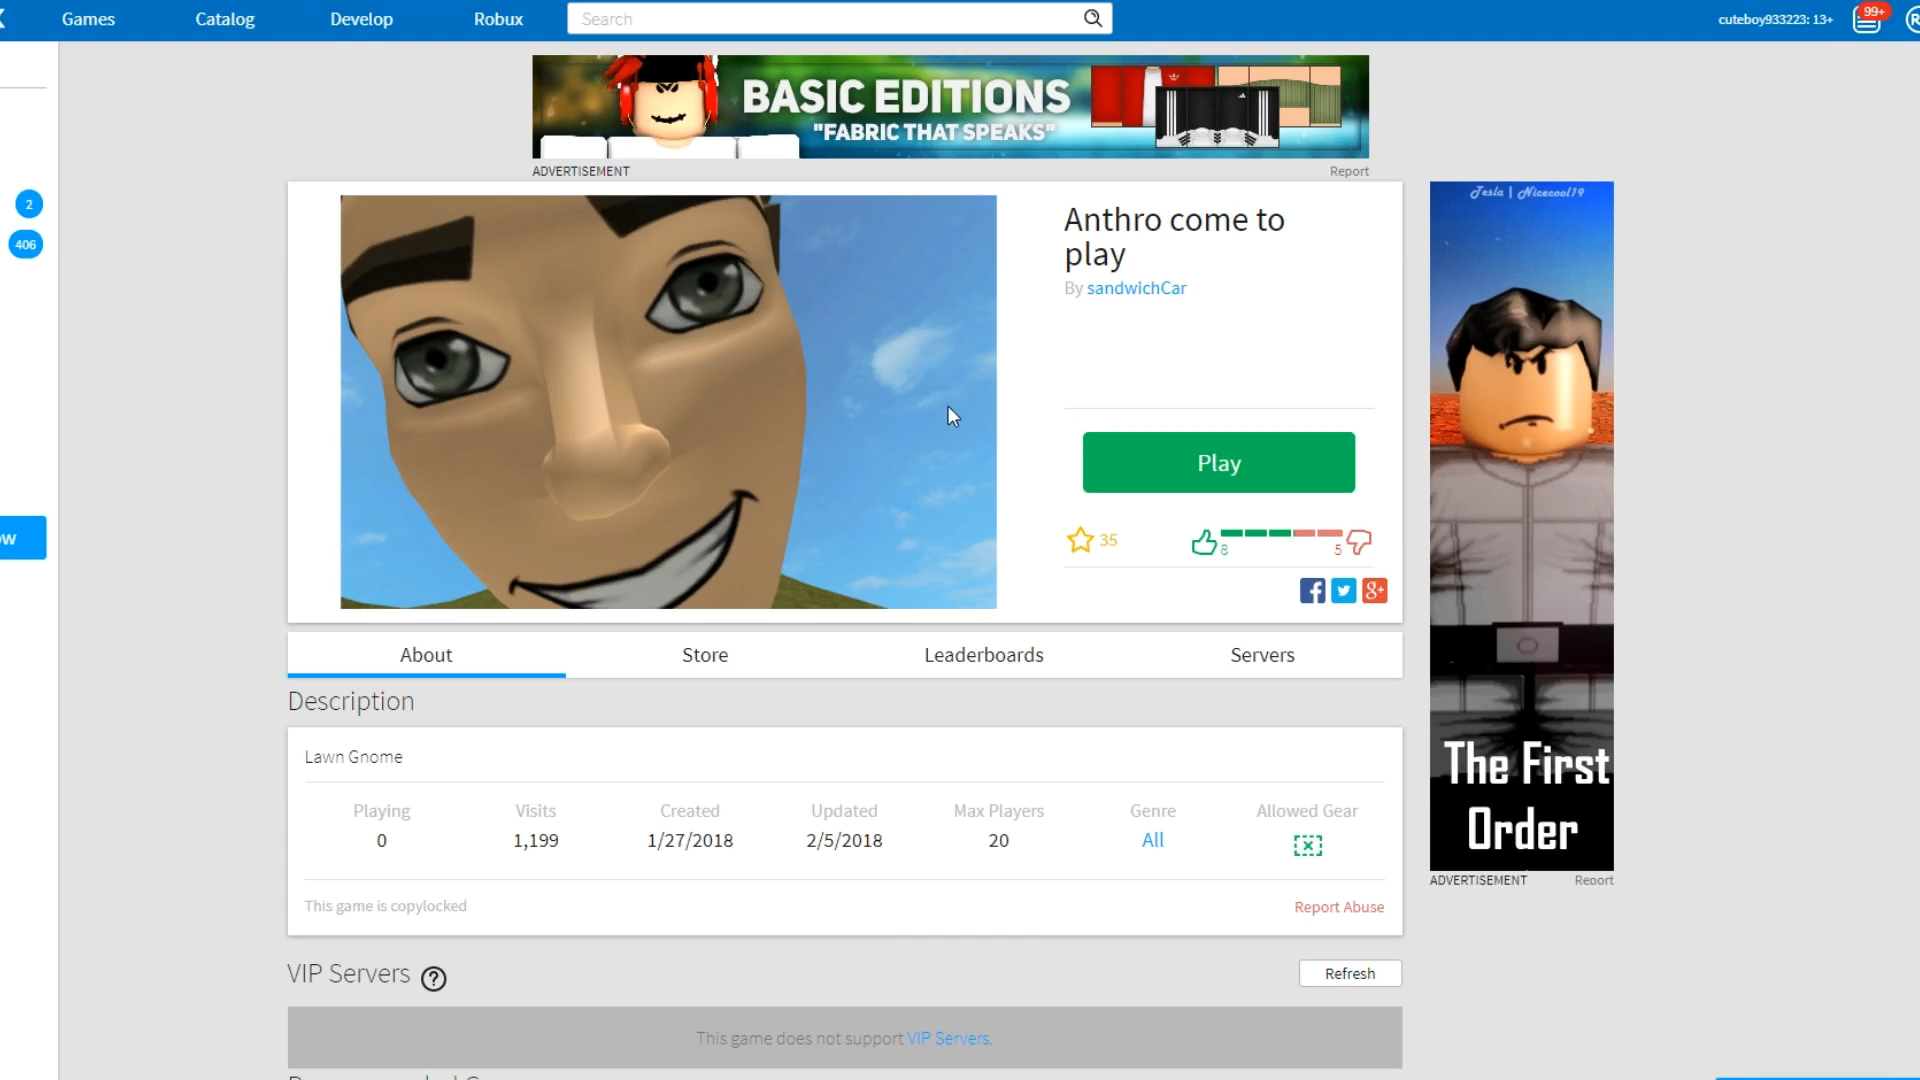 Games
Catalog
Develop
Robux
Search
cuteboy933223: 13+
99+
BASIC EDITIONS
"FABRIC THAT SPEAKS"
ADVERTISEMENT
Report
2
406
ow
Anthro come to
play
By sandwichCar
Play
35
8
5
Tesla | Nicecool19
The First
Order
ADVERTISEMENT
Report
About
Store
Leaderboards
Servers
Description
Lawn Gnome
Playing
Visits
Created
Updated
Max Players
Genre
Allowed Gear
0
1,199
1/27/2018
2/5/2018
20
All
This game is copylocked
Report Abuse
VIP Servers
Refresh
This game does not support VIP Servers.